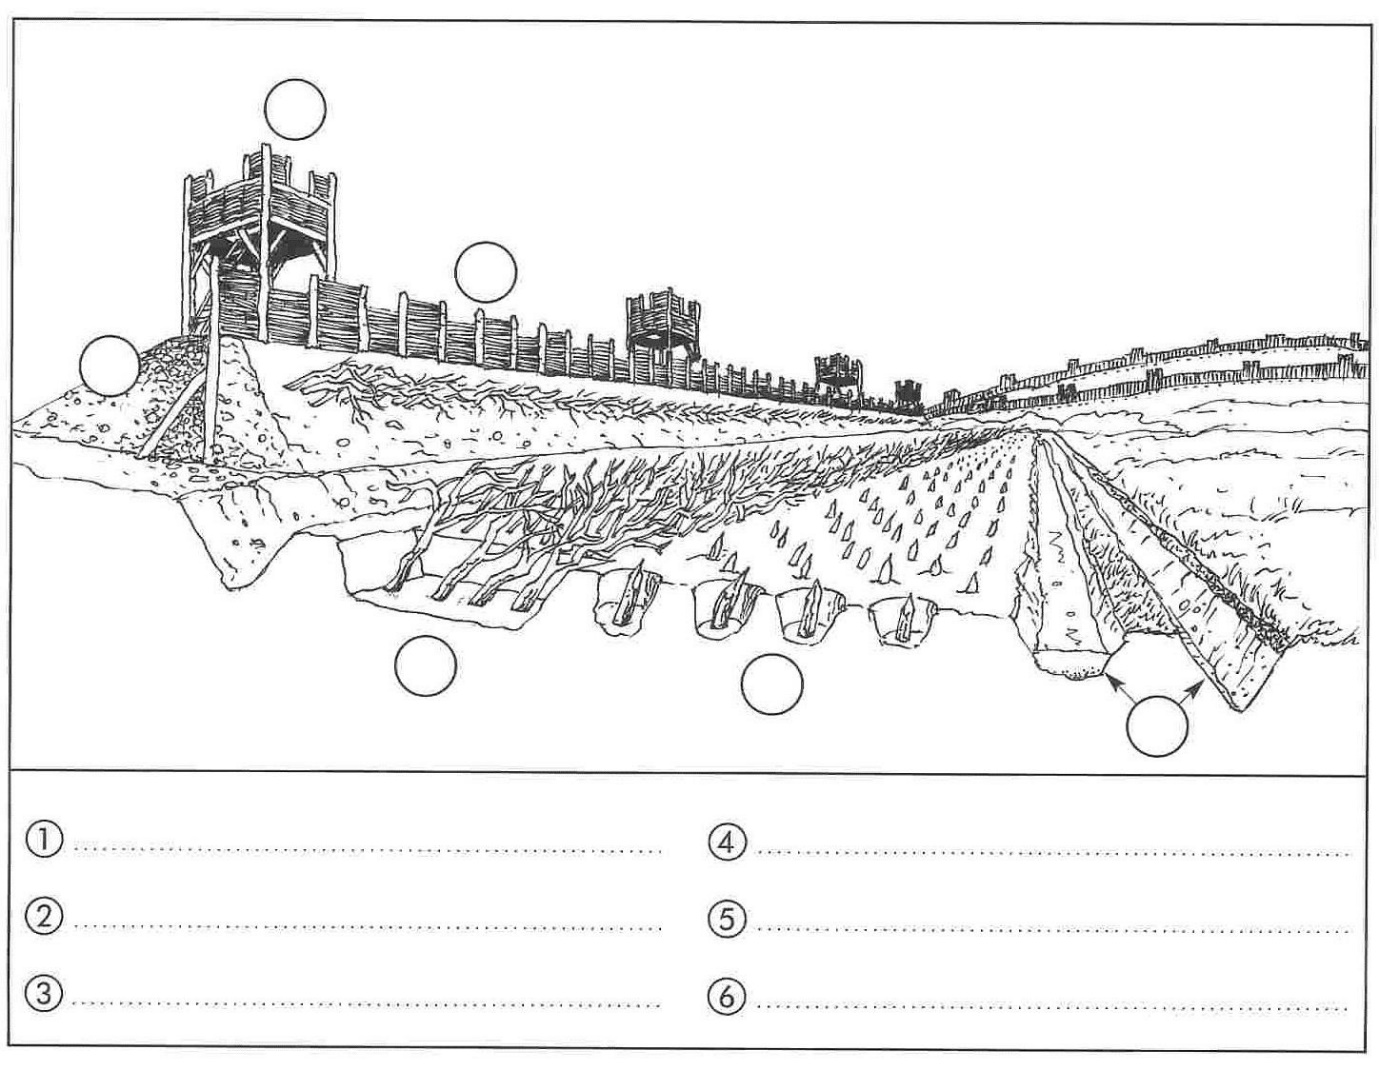 ① ④
② ⑤
③ ⑥